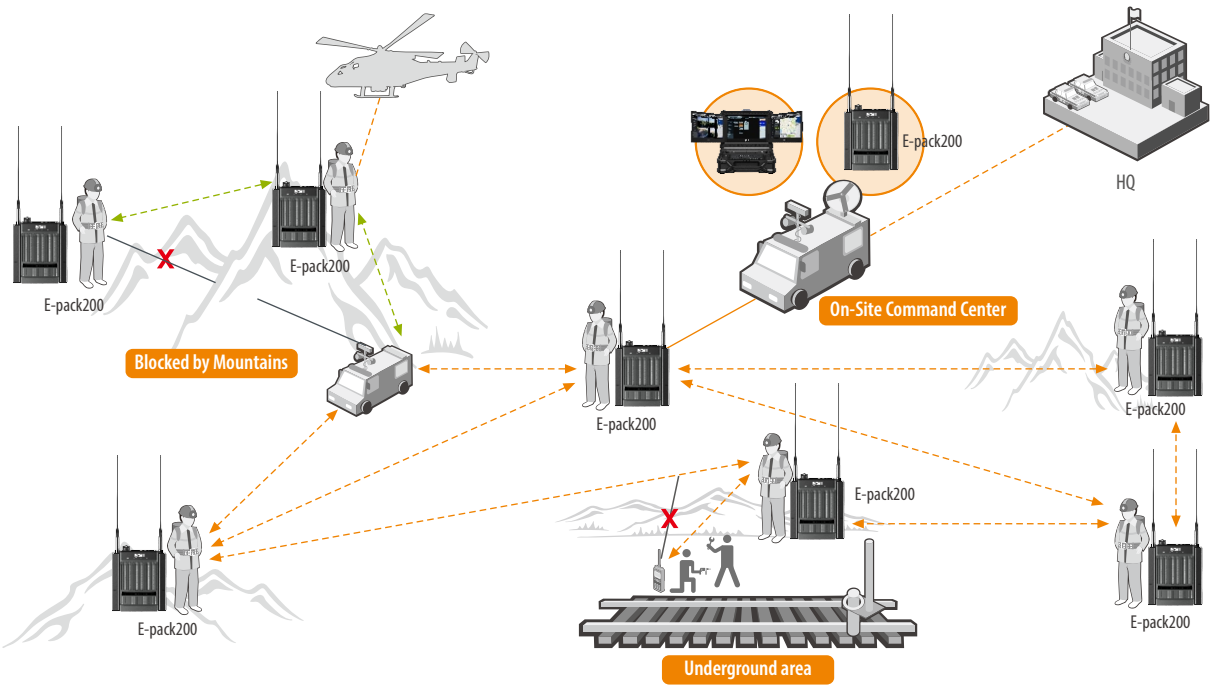 E-pack200
HQ
E-pack200
E-pack200
On-Site Command Center
X
Blocked by Mountains
E-pack200
E-pack200
E-pack200
X
E-pack200
E-pack200
Underground area